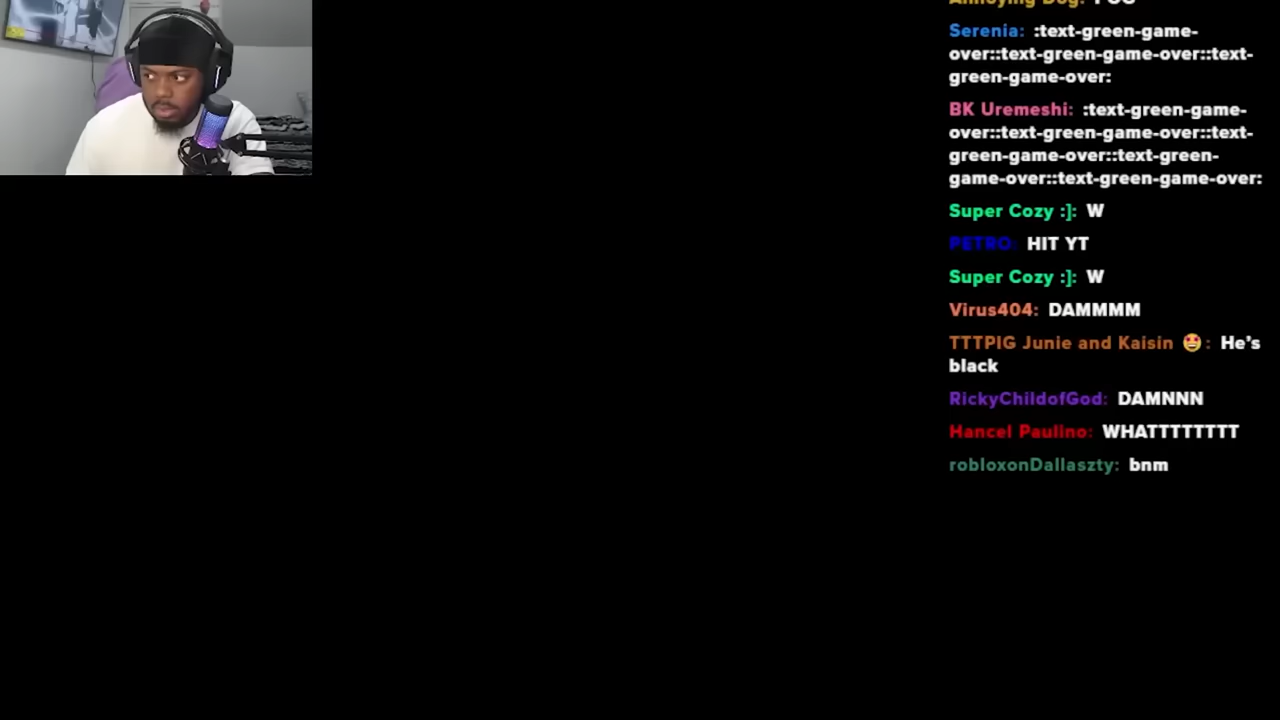 Serenia: :text-green-game-
over::text-green-game-over::text-
green-game-over:
BK Uremeshi: :text-green-game-
over::text-green-game-over::text-
green-game-over::text-green-
game-over::text-green-game-over:
Super Cozy :]: W
PETRO: HIT YT
Super Cozy :]: W
Virus404: DAMMMM
TTTPIG Junie and Kaisin 🤩: He's
black
RickyChildofGod: DAMNNN
Hancel Paulino: WHATTTTTTT
robloxonDallaszty: bnm